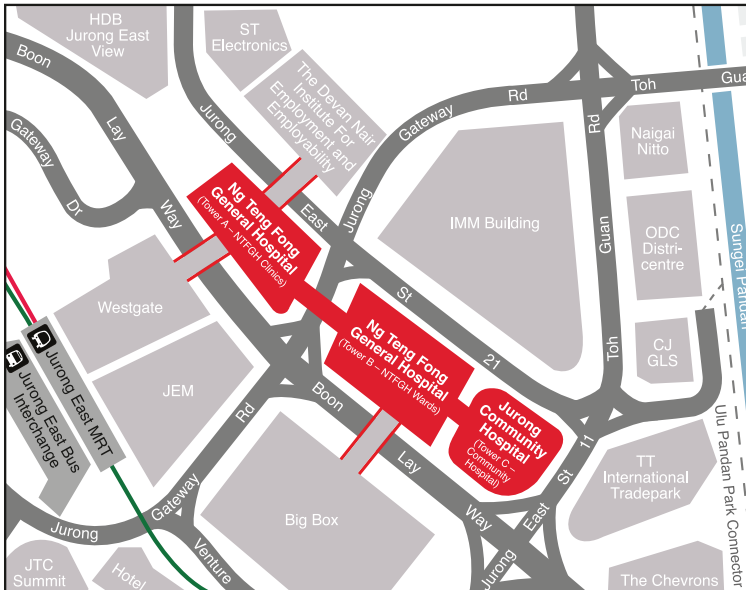 HDB
Jurong East
View
ST
Electronics
The Devan Nair
Institute For
Employment and
Employability
Boon
Lay
Way
Gateway
Dr
Jurong
East
St
21
Jurong
Gateway
Rd
Toh
Guan
Rd
Naigai
Nitto
IMM Building
ODC
Distri-
centre
Guan
Toh
CJ
GLS
Sungei Pandan
Ulu Pandan Park Connector
Ng Teng Fong
General Hospital
(Tower A – NTFGH Clinics)
Ng Teng Fong
General Hospital
(Tower B – NTFGH Wards)
Jurong
Community
Hospital
(Tower C –
Community
Hospital)
Westgate
JEM
Jurong East MRT
Jurong East Bus
Interchange
Rd
Gateway
Jurong
Venture
Boon
Lay
Way
Big Box
11
St
East
Jurong
TT
International
Tradepark
The Chevrons
JTC
Summit
Hotel